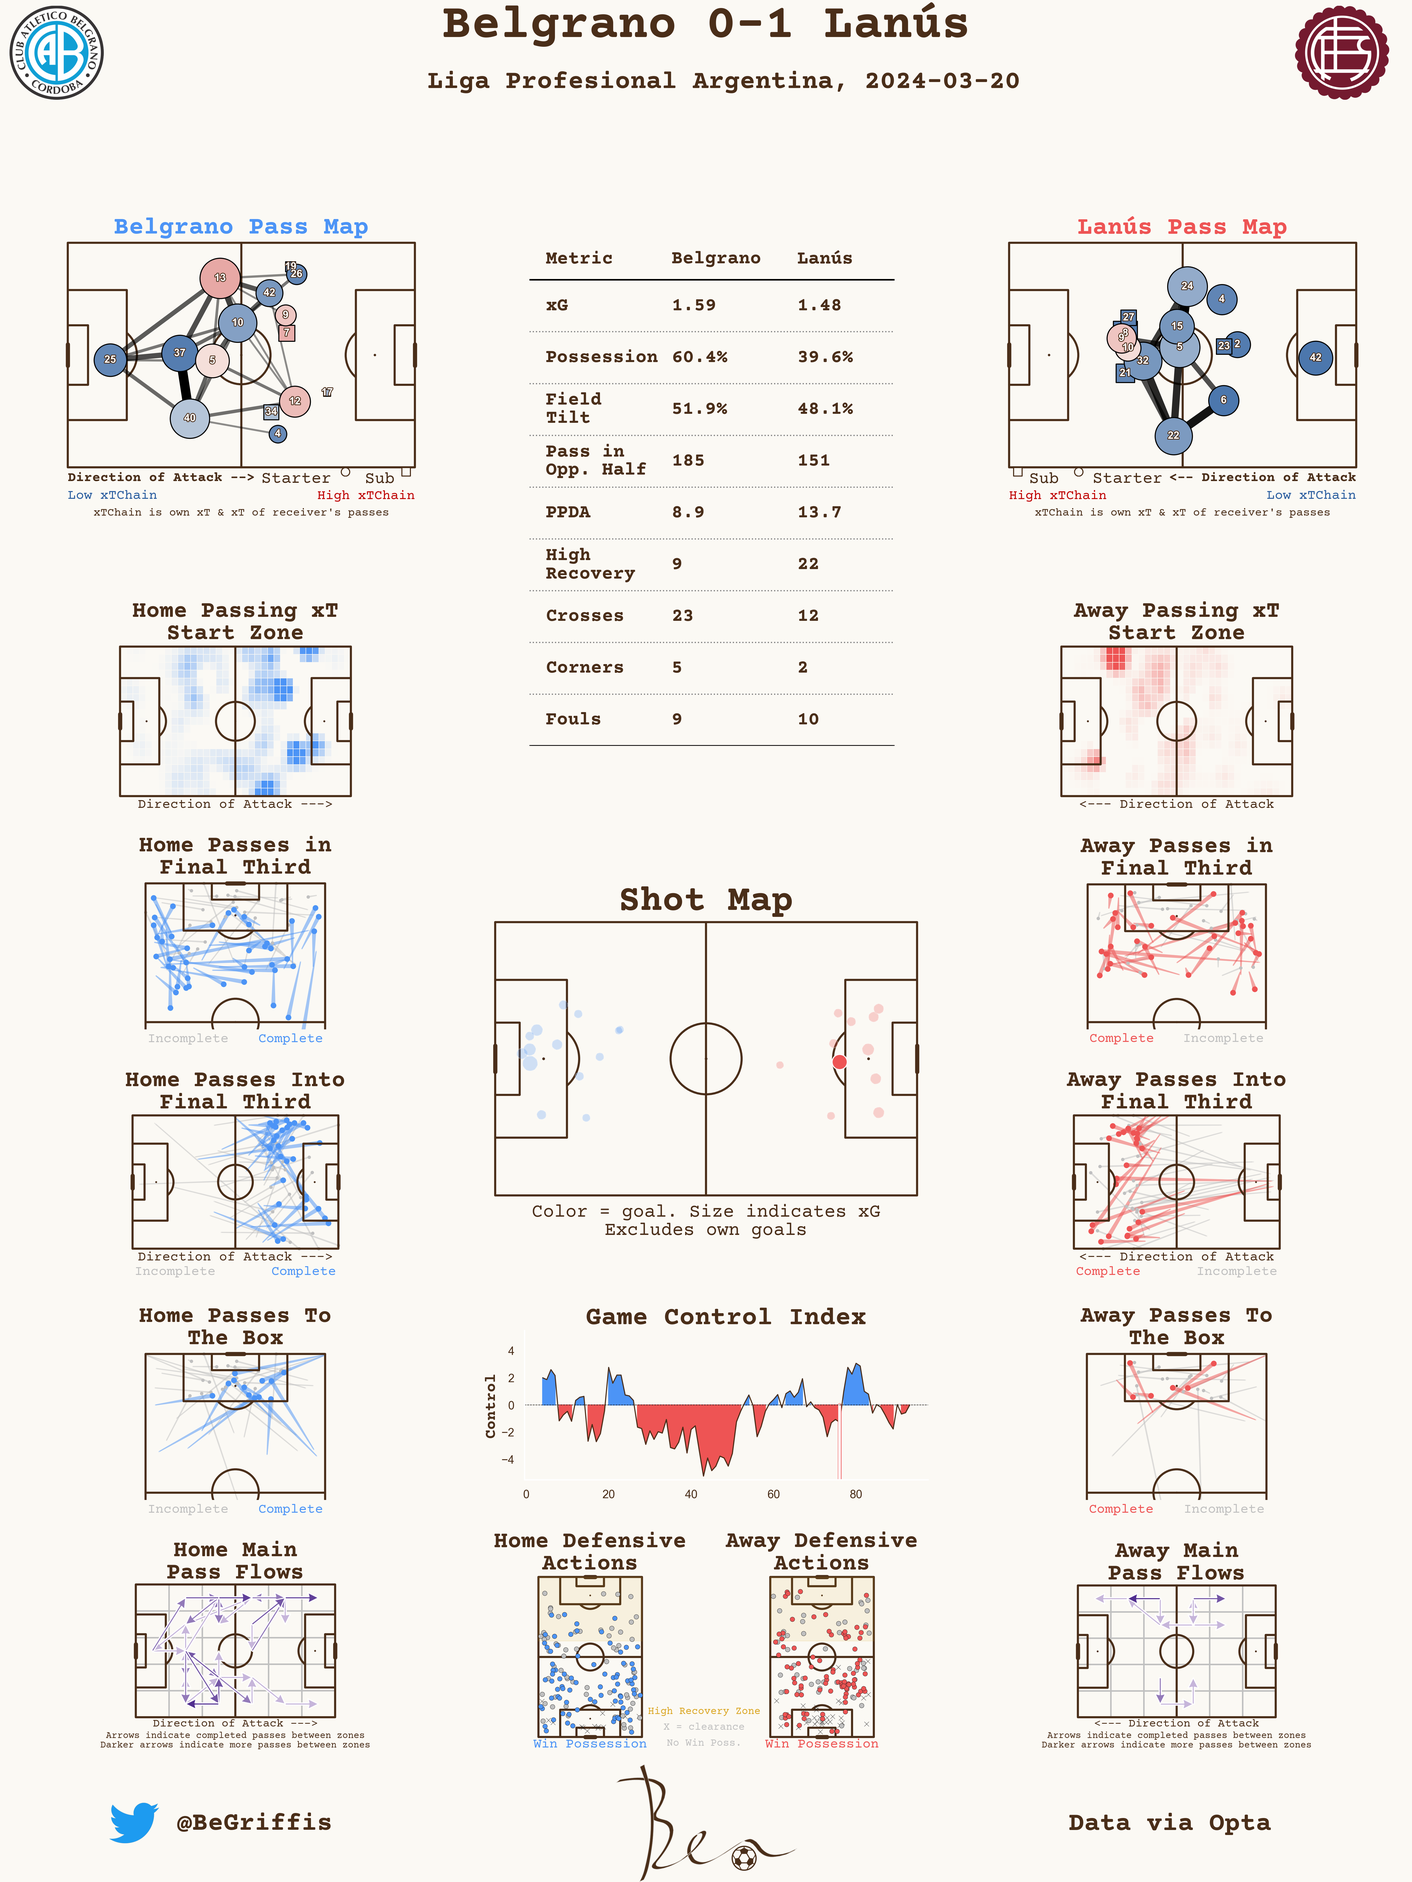 Belgrano 0-1 Lanús
Liga Profesional Argentina, 2024-03-20
CLUB ATLETICO BELGRANO
CORDOBA
Belgrano Pass Map
13
19
26
42
10
9
7
25
37
5
40
12
17
34
4
Direction of Attack --> Starter Sub
Low xTChain High xTChain
xTChain is own xT & xT of receiver's passes
Metric Belgrano Lanús
xG 1.59 1.48
Possession 60.4% 39.6%
Field
Tilt 51.9% 48.1%
Pass in
Opp. Half 185 151
PPDA 8.9 13.7
High
Recovery 9 22
Crosses 23 12
Corners 5 2
Fouls 9 10
Lanús Pass Map
24
4
27
15
8
9
10
5
32
23
2
42
21
6
22
Sub Starter <-- Direction of Attack
High xTChain Low xTChain
xTChain is own xT & xT of receiver's passes
Home Passing xT
Start Zone
Direction of Attack --->
Away Passing xT
Start Zone
<--- Direction of Attack
Home Passes in
Final Third
Incomplete Complete
Away Passes in
Final Third
Complete Incomplete
Shot Map
Color = goal. Size indicates xG
Excludes own goals
Home Passes Into
Final Third
Direction of Attack --->
Incomplete Complete
Away Passes Into
Final Third
<--- Direction of Attack
Complete Incomplete
Home Passes To
The Box
Incomplete Complete
Game Control Index
Control
4
2
0
−2
−4
0 20 40 60 80
Away Passes To
The Box
Complete Incomplete
Home Main
Pass Flows
Direction of Attack --->
Arrows indicate completed passes between zones
Darker arrows indicate more passes between zones
Home Defensive
Actions
Win Possession
High Recovery Zone
X = clearance
No Win Poss.
Away Defensive
Actions
Win Possession
Away Main
Pass Flows
<--- Direction of Attack
Arrows indicate completed passes between zones
Darker arrows indicate more passes between zones
@BeGriffis
Ben
Data via Opta